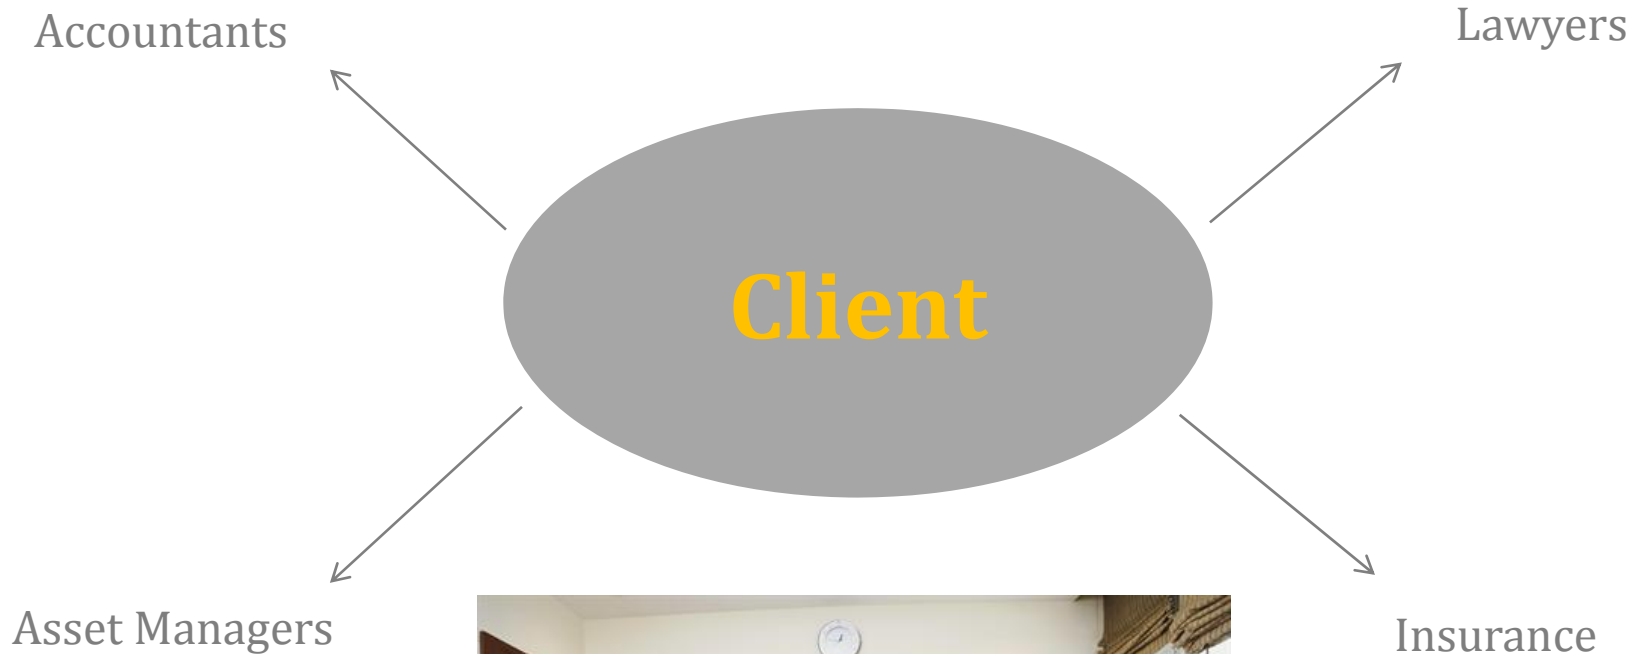 Accountants
Lawyers
Client
Asset Managers
Insurance